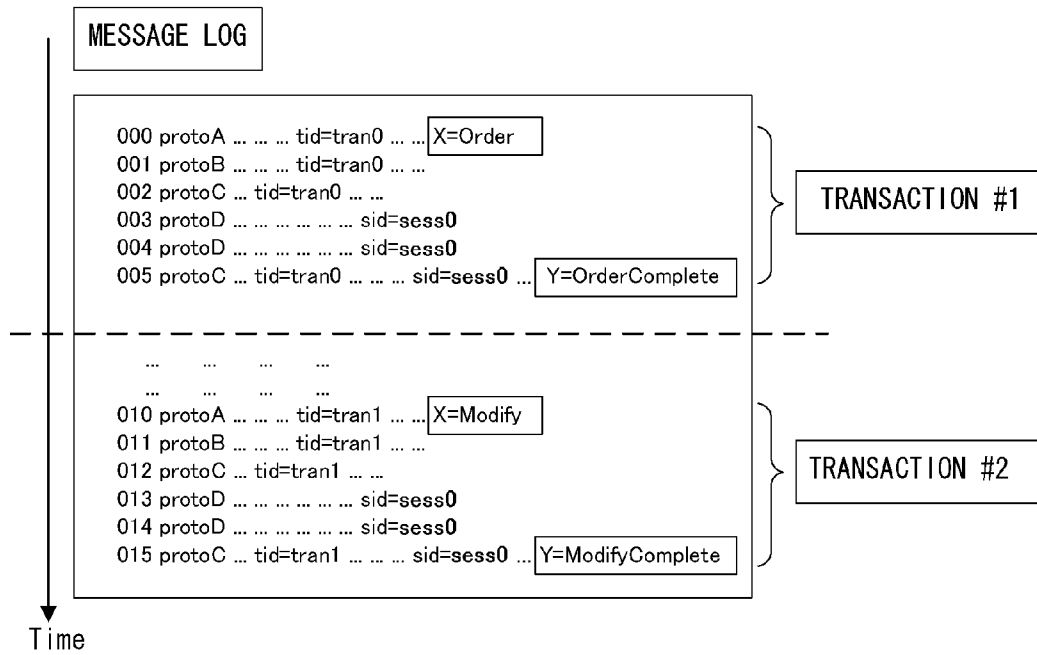 MESSAGE LOG
000 protoA ... ... ... tid=tran0 ... ... X=Order
001 protoB ... ... ... tid=tran0 ... ...
002 protoC ... tid=tran0 ... ...
003 protoD ... ... ... ... ... ... sid=sess0
004 protoD ... ... ... ... ... ... sid=sess0
005 protoC ... tid=tran0 ... ... ... sid=sess0 ... Y=OrderComplete
TRANSACTION #1
... ... ... ...
... ... ... ...
010 protoA ... ... ... tid=tran1 ... ... X=Modify
011 protoB ... ... ... tid=tran1 ... ...
012 protoC ... tid=tran1 ... ...
013 protoD ... ... ... ... ... ... sid=sess0
014 protoD ... ... ... ... ... ... sid=sess0
015 protoC ... tid=tran1 ... ... ... sid=sess0 ... Y=ModifyComplete
TRANSACTION #2
Time